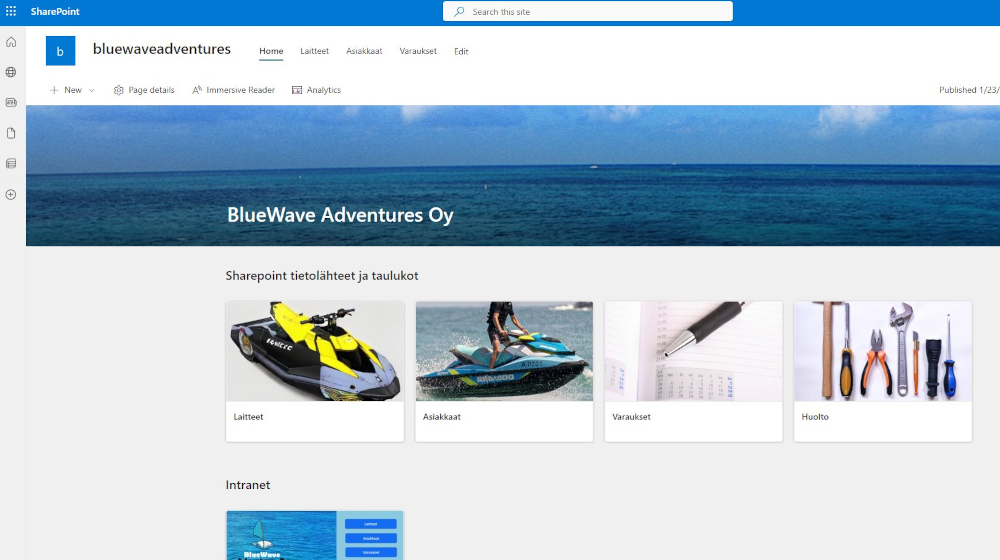 SharePoint
Search this site
b
bluewaveadventures
Home Laitteet Asiakkaat Varaukset Edit
New Page details Immersive Reader Analytics
Published 1/23/
BlueWave Adventures Oy
Sharepoint tietolähteet ja taulukot
SEADOO
Laitteet Asiakkaat Varaukset Huolto
Intranet
Laitteet
Asiakkaat
Varaukset
BlueWave